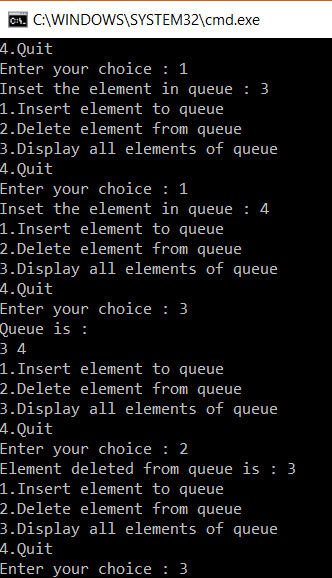 C:\WINDOWS\SYSTEM32\cmd.exe
4.Quit
Enter your choice : 1
Inset the element in queue : 3
1.Insert element to queue
2.Delete element from queue
3.Display all elements of queue
4.Quit
Enter your choice : 1
Inset the element in queue : 4
1.Insert element to queue
2.Delete element from queue
3.Display all elements of queue
4.Quit
Enter your choice : 3
Queue is :
3 4
1.Insert element to queue
2.Delete element from queue
3.Display all elements of queue
4.Quit
Enter your choice : 2
Element deleted from queue is : 3
1.Insert element to queue
2.Delete element from queue
3.Display all elements of queue
4.Quit
Enter your choice : 3